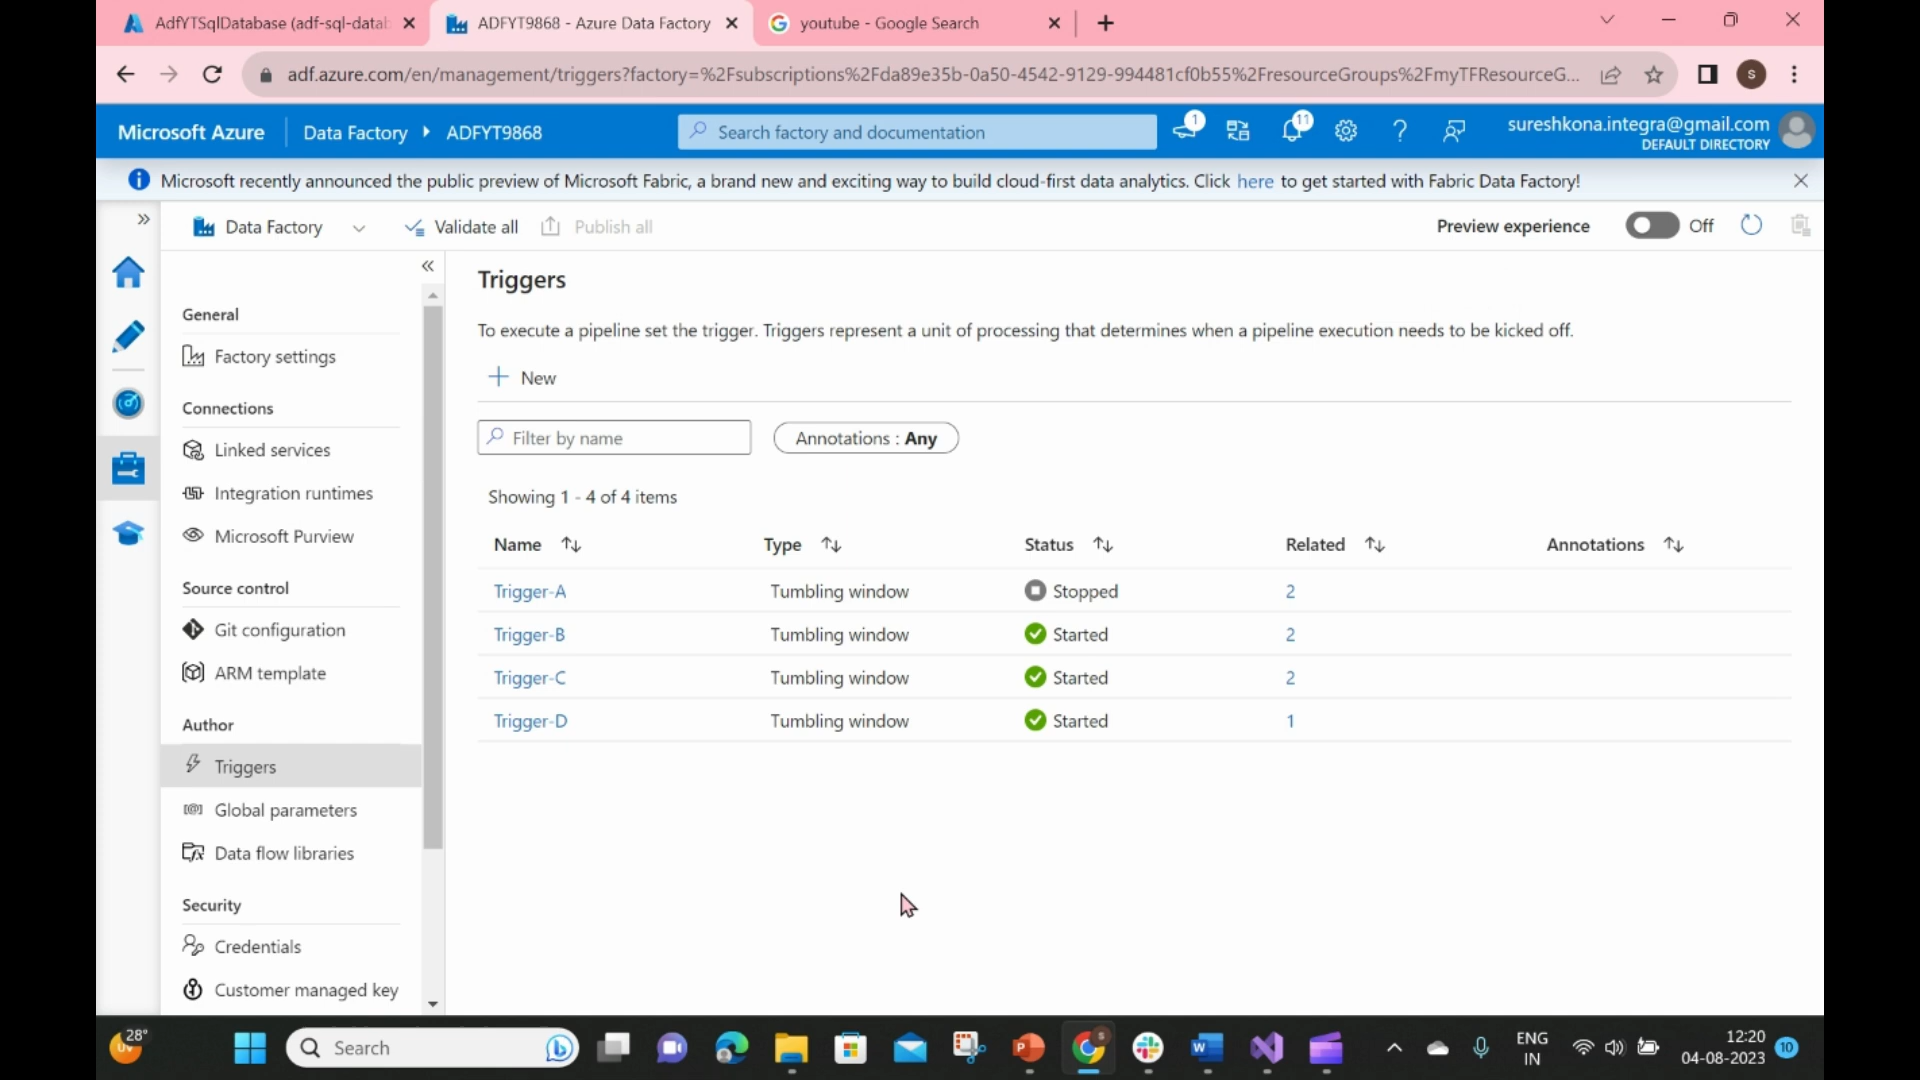 AdfYTSqlDatabase (adf-sql-datab
ADFYT9868 - Azure Data Factory
youtube - Google Search
adf.azure.com/en/management/triggers?factory=%2Fsubscriptions%2Fda89e35b-0a50-4542-9129-994481cf0b55%2FresourceGroups%2FmyTFResourceG...
S
Microsoft Azure
Data Factory
ADFYT9868
Search factory and documentation
1
11
sureshkona.integra@gmail.com
DEFAULT DIRECTORY
Microsoft recently announced the public preview of Microsoft Fabric, a brand new and exciting way to build cloud-first data analytics. Click here to get started with Fabric Data Factory!
Data Factory
Validate all
Publish all
Preview experience
Off
General
Factory settings
Connections
Linked services
Integration runtimes
Microsoft Purview
Source control
Git configuration
ARM template
Author
Triggers
Global parameters
Data flow libraries
Security
Credentials
Customer managed key
Triggers
To execute a pipeline set the trigger. Triggers represent a unit of processing that determines when a pipeline execution needs to be kicked off.
New
Filter by name
Annotations : Any
Showing 1 - 4 of 4 items
Name Type Status Related Annotations
Trigger-A Tumbling window Stopped 2
Trigger-B Tumbling window Started 2
Trigger-C Tumbling window Started 2
Trigger-D Tumbling window Started 1
28°
UV
Search
ENG
IN
12:20
04-08-2023
10